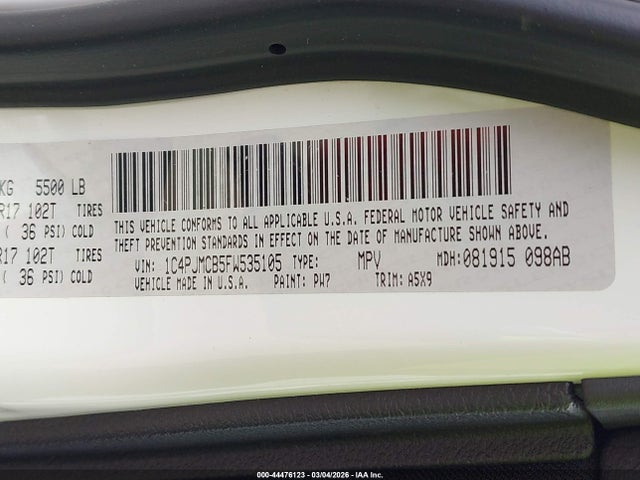 KG 5500 LB
R17 102T TIRES
( 36 PSI) COLD
R17 102T TIRES
( 36 PSI) COLD
THIS VEHICLE CONFORMS TO ALL APPLICABLE U.S.A. FEDERAL MOTOR VEHICLE SAFETY AND
THEFT PREVENTION STANDARDS IN EFFECT ON THE DATE OF MANUFACTURE SHOWN ABOVE.
VIN: 1C4PJMCB5FW535105 TYPE: MPV MDH:081915 098AB
VEHICLE MADE IN U.S.A. PAINT: PW7 TRIM: A5X9
000-44476123 - 03/04/2026 - IAA Inc.